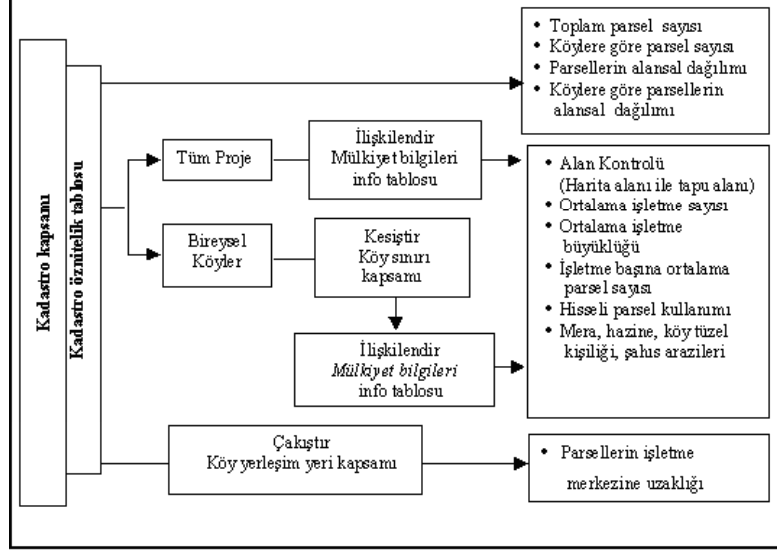 Kadastro kapsamı
Kadastro öznitelik tablosu
• Toplam parsel sayısı
• Köylere göre parsel sayısı
• Parsellerin alansal dağılımı
• Köylere göre parsellerin
alansal dağılımı
Tüm Proje
İlişkilendir
Mülkiyet bilgileri
info tablosu
Bireysel
Köyler
Kesiştir
Köy sınırı
kapsamı
İlişkilendir
Mülkiyet bilgileri
info tablosu
• Alan Kontrolü
(Harita alanı ile tapu alanı)
• Ortalama işletme sayısı
• Ortalama işletme
büyüklüğü
• İşletme başına ortalama
parsel sayısı
• Hisseli parsel kullanımı
• Mera, hazine, köy tüzel
kişiliği, şahıs arazileri
Çakıştır
Köy yerleşim yeri kapsamı
• Parsellerin işletme
merkezine uzaklığı